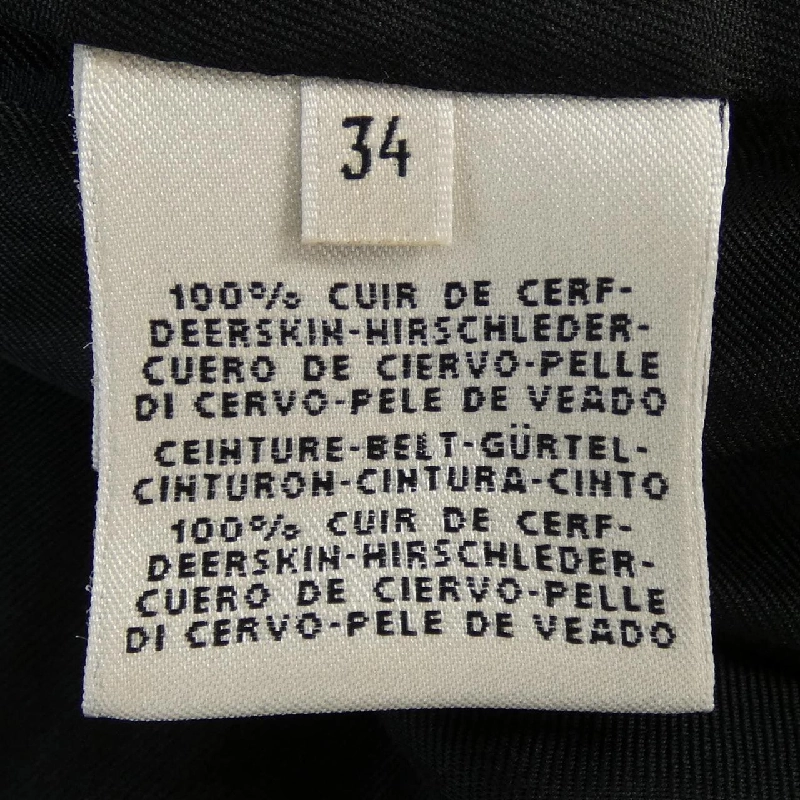 34
100% CUIR DE CERF-
DEERSKIN-HIRSCHLEDER-
CUERO DE CIERVO-PELLE
DI CERVO-PELE DE VEADO
CEINTURE-BELT-GÜRTEL-
CINTURON-CINTURA-CINTO
100% CUIR DE CERF-
DEERSKIN-HIRSCHLEDER-
CUERO DE CIERVO-PELLE
DI CERVO-PELE DE VEADO